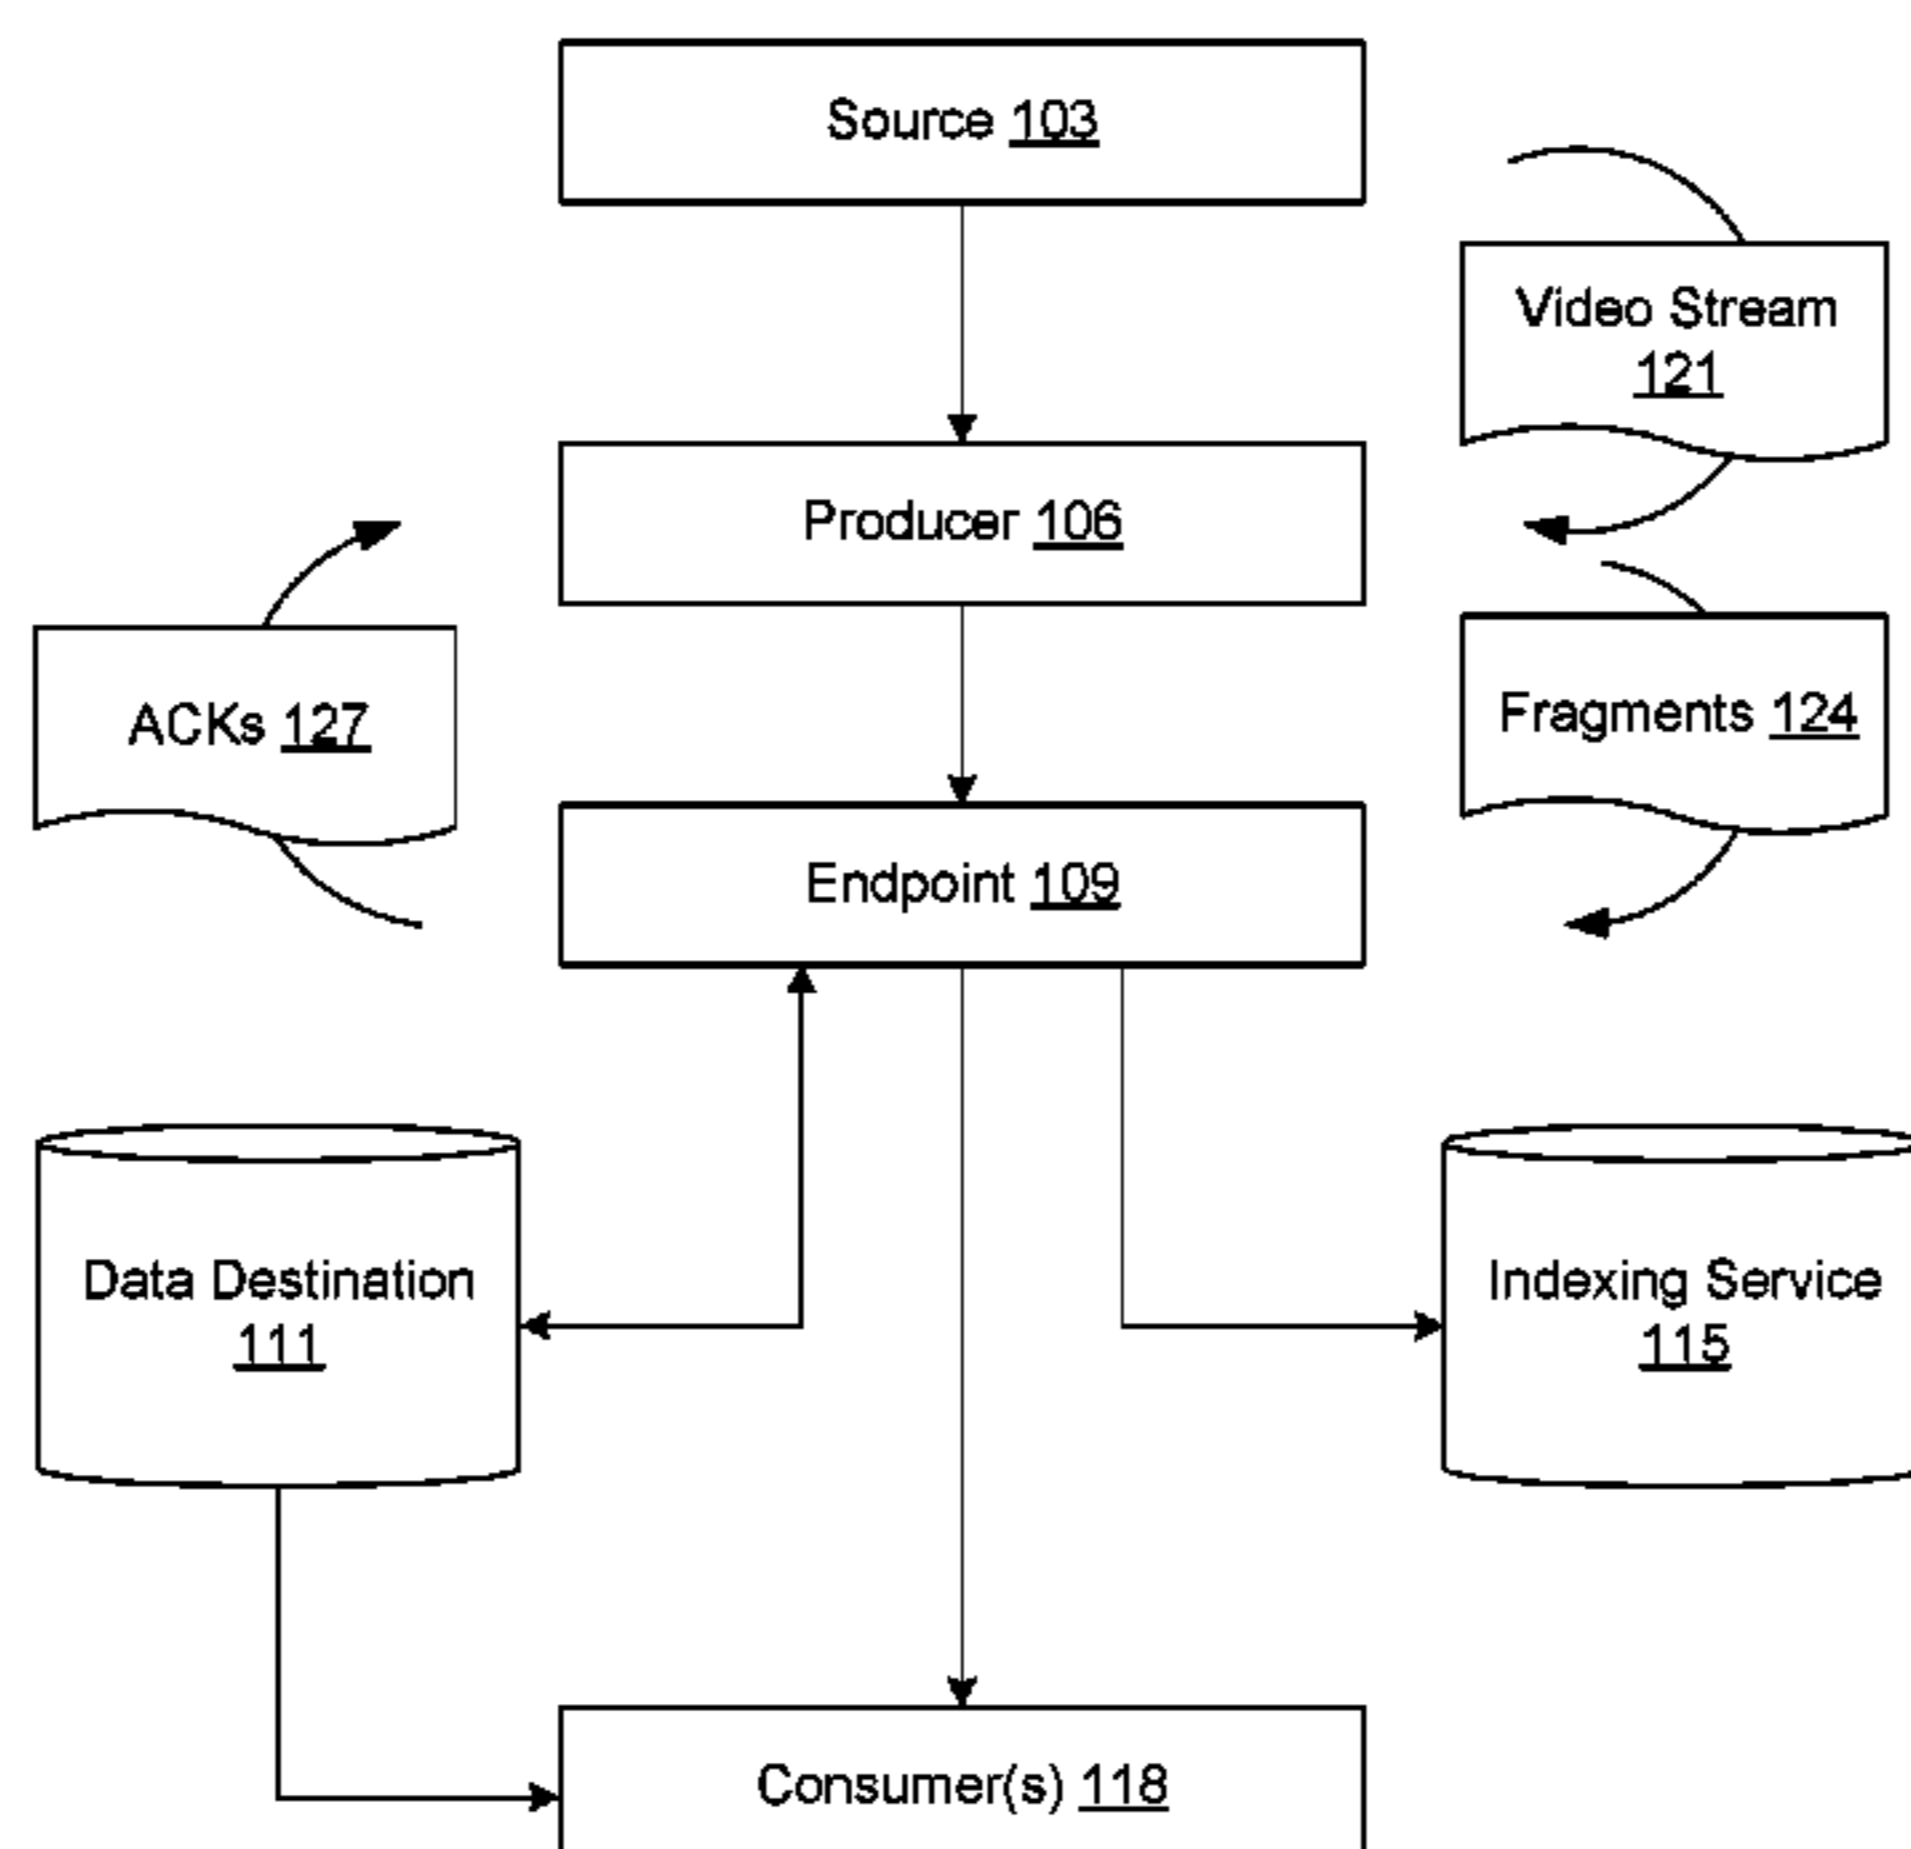 Source 103
Video Stream
121
Producer 106
ACKs 127
Fragments 124
Endpoint 109
Data Destination
111
Indexing Service
115
Consumer(s) 118